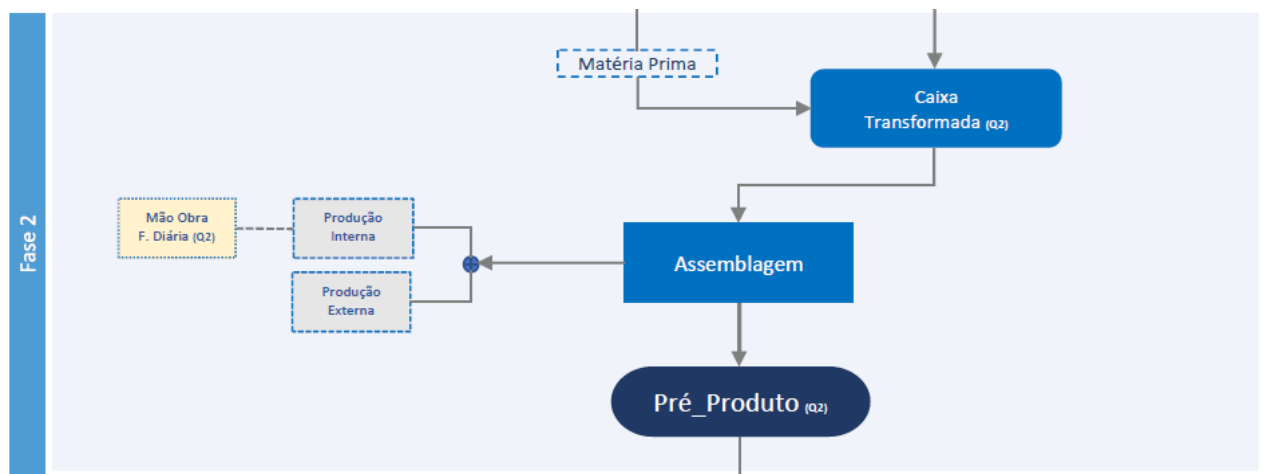 Fase 2
Matéria Prima
Caixa
Transformada (Q2)
Mão Obra
F. Diária (Q2)
Produção
Interna
Assemblagem
Produção
Externa
Pré_Produto (Q2)